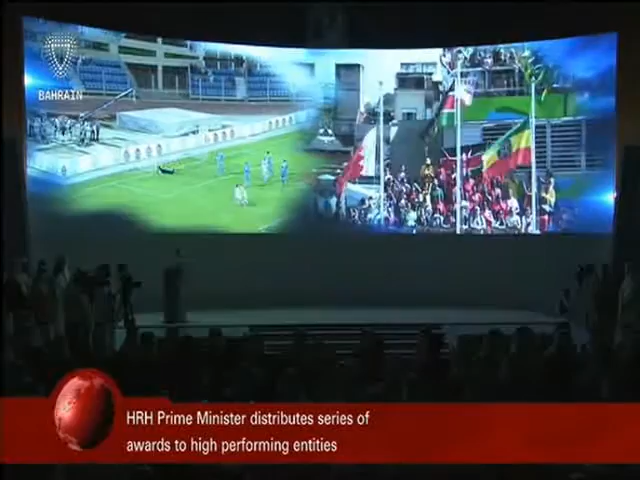 BAHRAIN
HRH Prime Minister distributes series of
awards to high performing entities